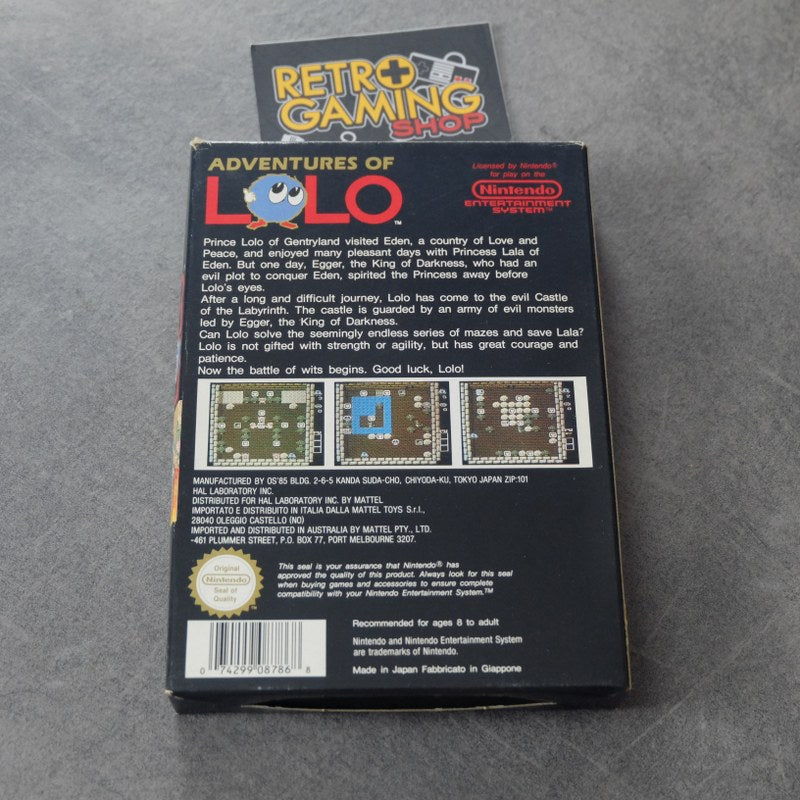 RETRO
GAMING
SHOP
ADVENTURES OF
LOLO™
Licensed by Nintendo®
for play on the
Nintendo
ENTERTAINMENT
SYSTEM™
Prince Lolo of Gentryland visited Eden, a country of Love and
Peace, and enjoyed many pleasant days with Princess Lala of
Eden. But one day, Egger, the King of Darkness, who had an
evil plot to conquer Eden, spirited the Princess away before
Lolo's eyes.
After a long and difficult journey, Lolo has come to the evil Castle
of the Labyrinth. The castle is guarded by an army of evil monsters
led by Egger, the King of Darkness.
Can Lolo solve the seemingly endless series of mazes and save Lala?
Lolo is not gifted with strength or agility, but has great courage and
patience.
Now the battle of wits begins. Good luck, Lolo!
MANUFACTURED BY OS'85 BLDG. 2-6-5 KANDA SUDA-CHO, CHIYODA-KU, TOKYO JAPAN ZIP:101
HAL LABORATORY INC.
DISTRIBUTED FOR HAL LABORATORY INC. BY MATTEL
IMPORTATO E DISTRIBUITO IN ITALIA DALLA MATTEL TOYS S.r.l.,
28040 OLEGGIO CASTELLO (NO)
IMPORTED AND DISTRIBUTED IN AUSTRALIA BY MATTEL PTY., LTD.
-461 PLUMMER STREET, P.O. BOX 77, PORT MELBOURNE 3207.
Original
Nintendo
Seal of
Quality
™
This seal is your assurance that Nintendo® has
approved the quality of this product. Always look for this seal
when buying games and accessories to ensure complete
compatibility with your Nintendo Entertainment System.™
Recommended for ages 8 to adult
Nintendo and Nintendo Entertainment System
are trademarks of Nintendo.
Made in Japan Fabbricato in Giappone
0 74299 08786 8